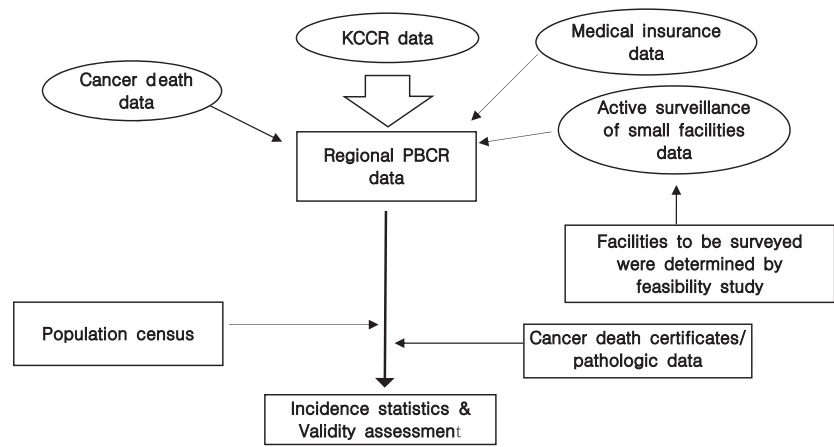 KCCR data
Medical insurance
data
Cancer death
data
Active surveillance
of small facilities
data
Regional PBCR
data
Facilities to be surveyed
were determined by
feasibility study
Population census
Cancer death certificates/
pathologic data
Incidence statistics &
Validity assessment